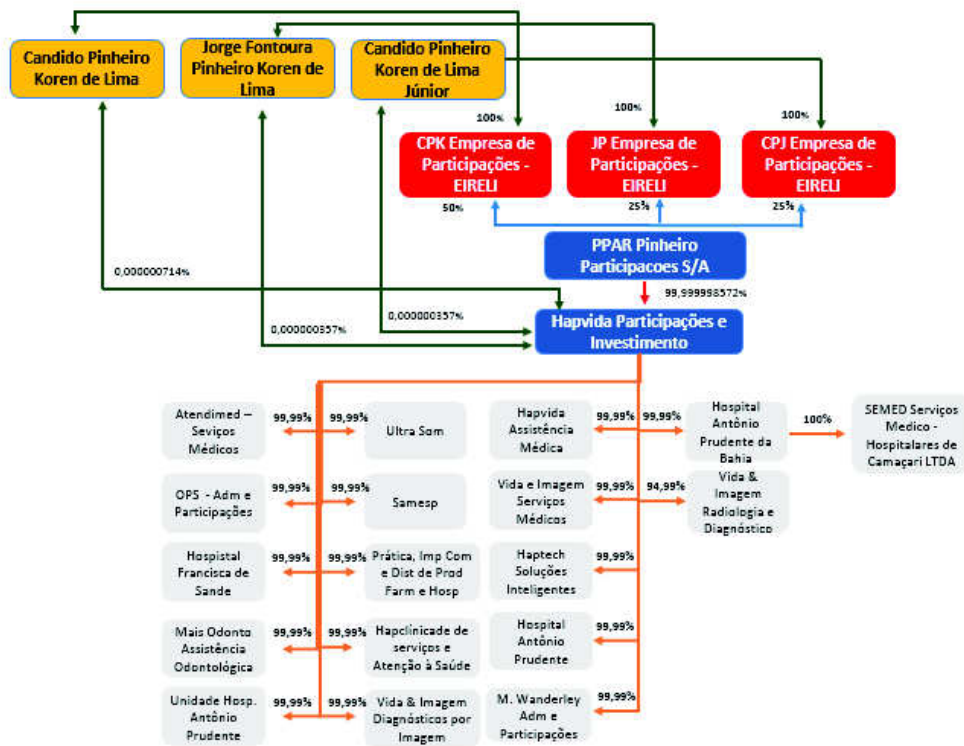 Candido Pinheiro
Koren de Lima
Jorge Fontoura
Pinheiro Koren de
Lima
Candido Pinheiro
Koren de Lima
Júnior
100%
100%
100%
CPK Empresa de
Participações -
EIRELI
JP Empresa de
Participações -
EIRELI
CPJ Empresa de
Participações -
EIRELI
50%
25%
25%
PPAR Pinheiro
Participacoes S/A
0,000000714%
99,999998572%
0,000000357%
0,000000357%
Hapvida Participações e
Investimento
Atendimed –
Seviços
Médicos
99,99%
99,99%
Ultra Som
Hapvida
Assistência
Médica
99,99%
99,99%
Hospital
Antônio
Prudente da
Bahia
100%
SEMED Serviços
Medico -
Hospitalares de
Camaçari LTDA
OPS - Adm e
Participações
99,99%
99,99%
Samesp
Vida e Imagem
Serviços
Médicos
99,99%
94,99%
Vida &
Imagem
Radiologia e
Diagnóstico
Hospistal
Francisca de
Sande
99,99%
99,99%
Prática, Imp Com
e Dist de Prod
Farm e Hosp
Haptech
Soluções
Inteligentes
99,99%
Mais Odonto
Assistência
Odontológica
99,99%
99,99%
Hapclinicade de
serviços e
Atenção à Saúde
Hospital
Antônio
Prudente
99,99%
Unidade Hosp.
Antônio
Prudente
99,99%
99,99%
Vida & Imagem
Diagnósticos por
Imagem
M. Wanderley
Adm e
Participações
99,99%